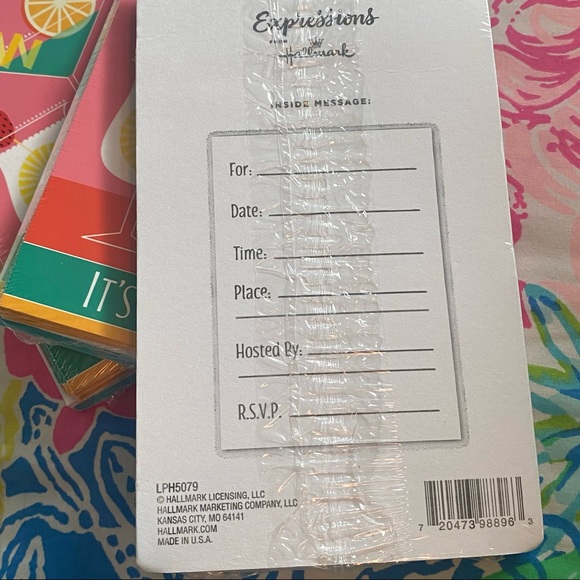 Expressions
FROM
Hallmark
INSIDE MESSAGE:
For:
Date:
Time:
Place:
Hosted By:
R.S.V.P.
LPH5079
© HALLMARK LICENSING, LLC
HALLMARK MARKETING COMPANY, LLC
KANSAS CITY, MO 64141
HALLMARK.COM
MADE IN U.S.A.
7 20473 98896 3
IT'S
W